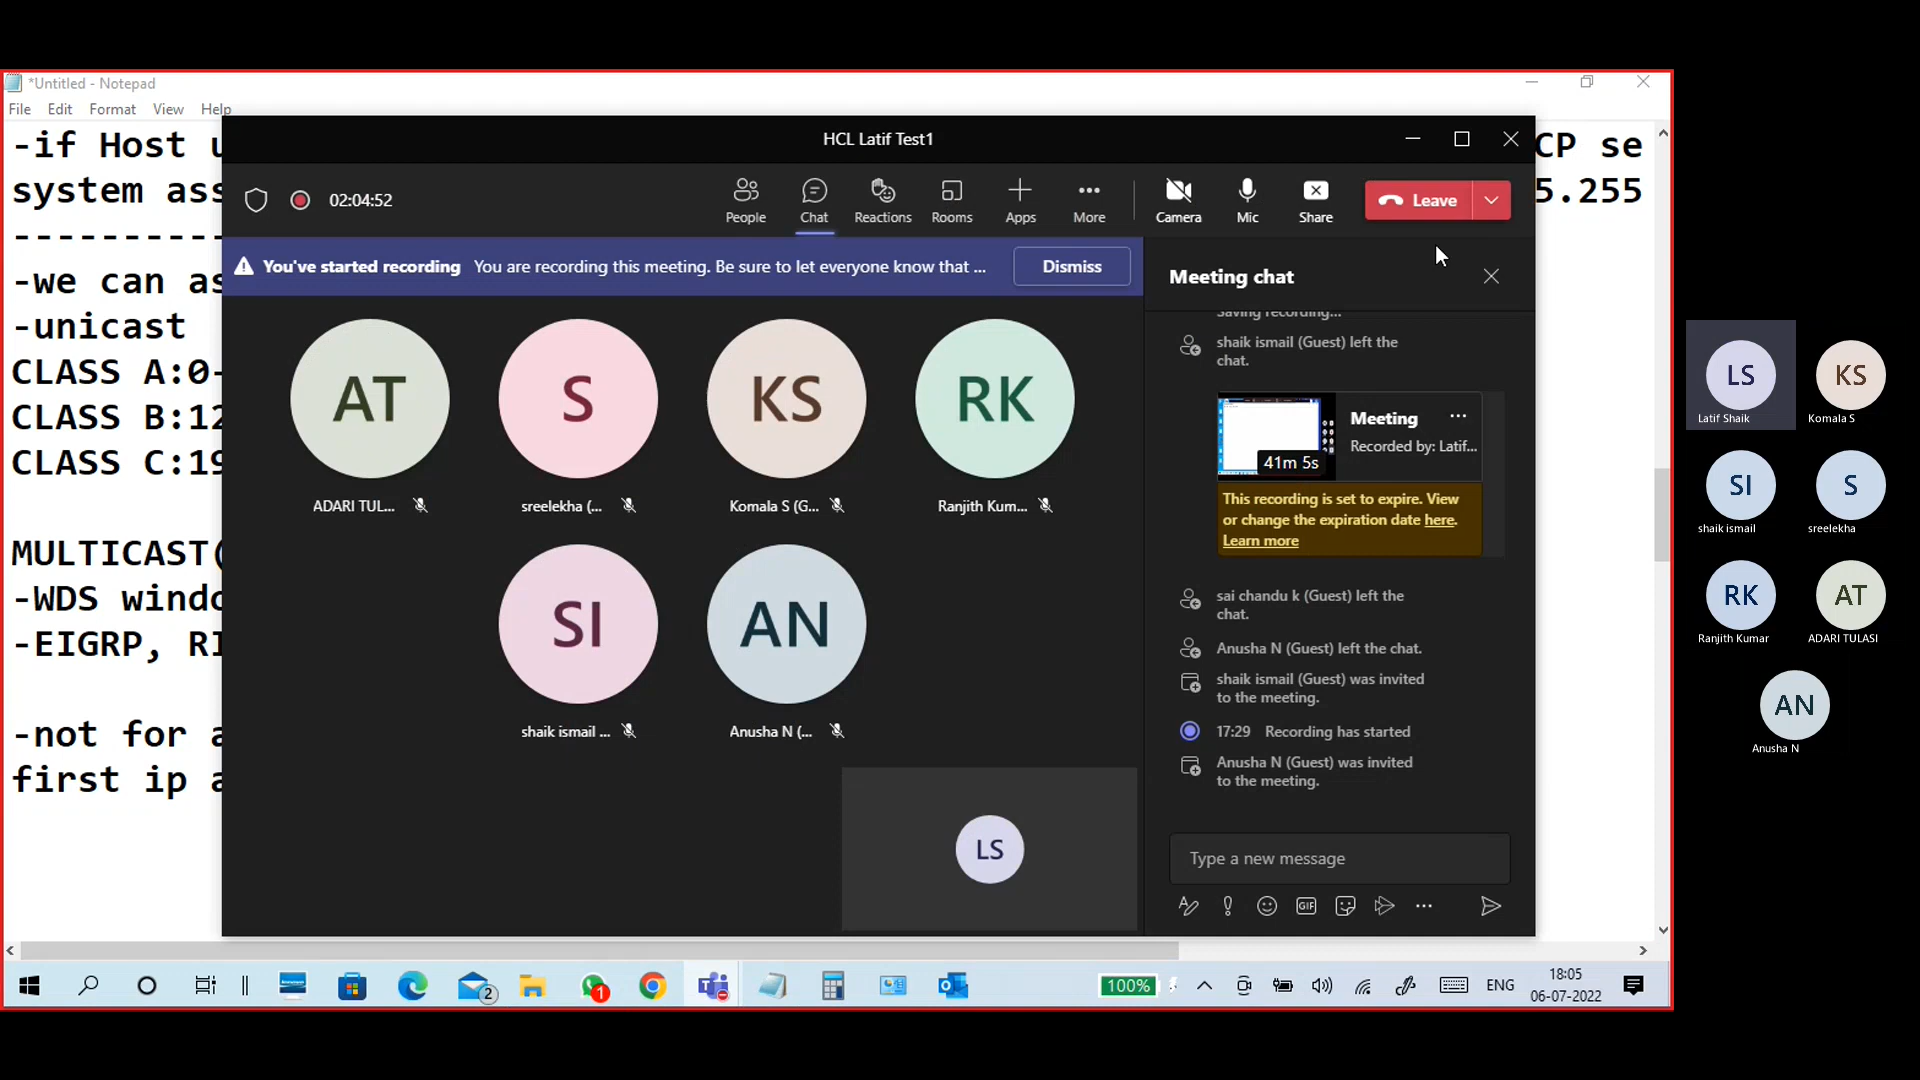 *Untitled - Notepad
File Edit Format View Help
-if Host
CP se
system ass
5.255
-we can as
-unicast
CLASS A:0-
CLASS B:12
CLASS C:19
MULTICAST(
-WDS windo
-EIGRP, RI
-not for a
first ip a
HCL Latif Test1
02:04:52
People
Chat
Reactions
Rooms
Apps
More
Camera
Mic
Share
Leave
You've started recording You are recording this meeting. Be sure to let everyone know that ...
Dismiss
AT
S
KS
RK
ADARI TUL...
sreelekha (...
Komala S (G...
Ranjith Kum...
SI
AN
shaik ismail ...
Anusha N (...
LS
Meeting chat
Saving recording...
shaik ismail (Guest) left the
chat.
Meeting
Recorded by: Latif...
41m 5s
This recording is set to expire. View
or change the expiration date here.
Learn more
sai chandu k (Guest) left the
chat.
Anusha N (Guest) left the chat.
shaik ismail (Guest) was invited
to the meeting.
17:29 Recording has started
Anusha N (Guest) was invited
to the meeting.
Type a new message
GIF
LS
Latif Shaik
KS
Komala S
SI
shaik ismail
S
sreelekha
RK
Ranjith Kumar
AT
ADARI TULASI
AN
Anusha N
2
1
100%
ENG
18:05
06-07-2022